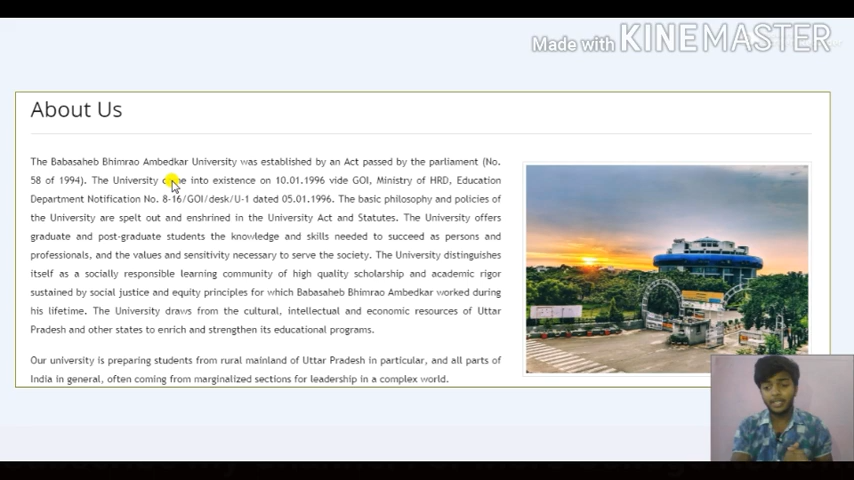 Made with KINEMASTER
About Us
The Babasaheb Bhimrao Ambedkar University was established by an Act passed by the parliament (No.
58 of 1994). The University came into existence on 10.01.1996 vide GOI, Ministry of HRD, Education
Department Notification No. 8-16/GOI/desk/U-1 dated 05.01.1996. The basic philosophy and policies of
the University are spelt out and enshrined in the University Act and Statutes. The University offers
graduate and post-graduate students the knowledge and skills needed to succeed as persons and
professionals, and the values and sensitivity necessary to serve the society. The University distinguishes
itself as a socially responsible learning community of high quality scholarship and academic rigor
sustained by social justice and equity principles for which Babasaheb Bhimrao Ambedkar worked during
his lifetime. The University draws from the cultural, intellectual and economic resources of Uttar
Pradesh and other states to enrich and strengthen its educational programs.
Our university is preparing students from rural mainland of Uttar Pradesh in particular, and all parts of
India in general, often coming from marginalized sections for leadership in a complex world.